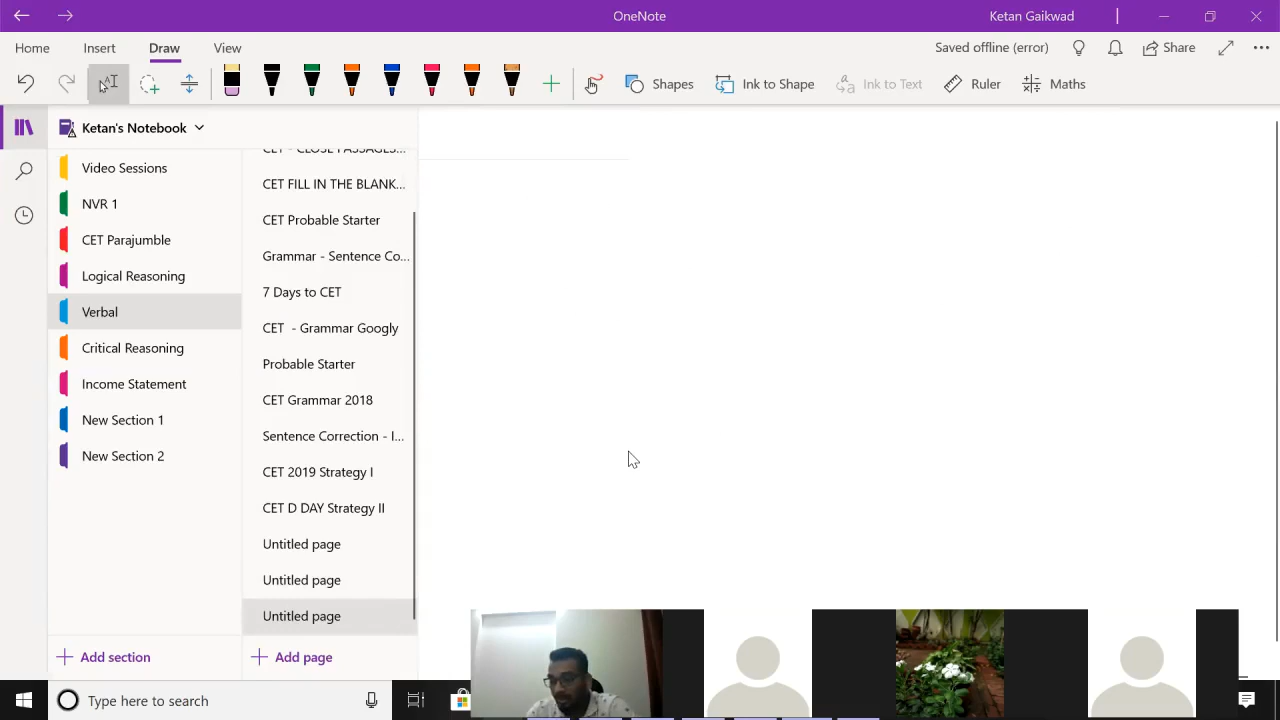 OneNote
Ketan Gaikwad
Home
Insert
Draw
View
Saved offline (error)
Share
Shapes
Ink to Shape
Ink to Text
Ruler
Maths
Ketan's Notebook
Video Sessions
NVR 1
CET Parajumble
Logical Reasoning
Verbal
Critical Reasoning
Income Statement
New Section 1
New Section 2
Add section
CET - CLOSE PASSAGES...
CET FILL IN THE BLANK...
CET Probable Starter
Grammar - Sentence Co...
7 Days to CET
CET - Grammar Googly
Probable Starter
CET Grammar 2018
Sentence Correction - I...
CET 2019 Strategy I
CET D DAY Strategy II
Untitled page
Untitled page
Untitled page
Add page
Type here to search